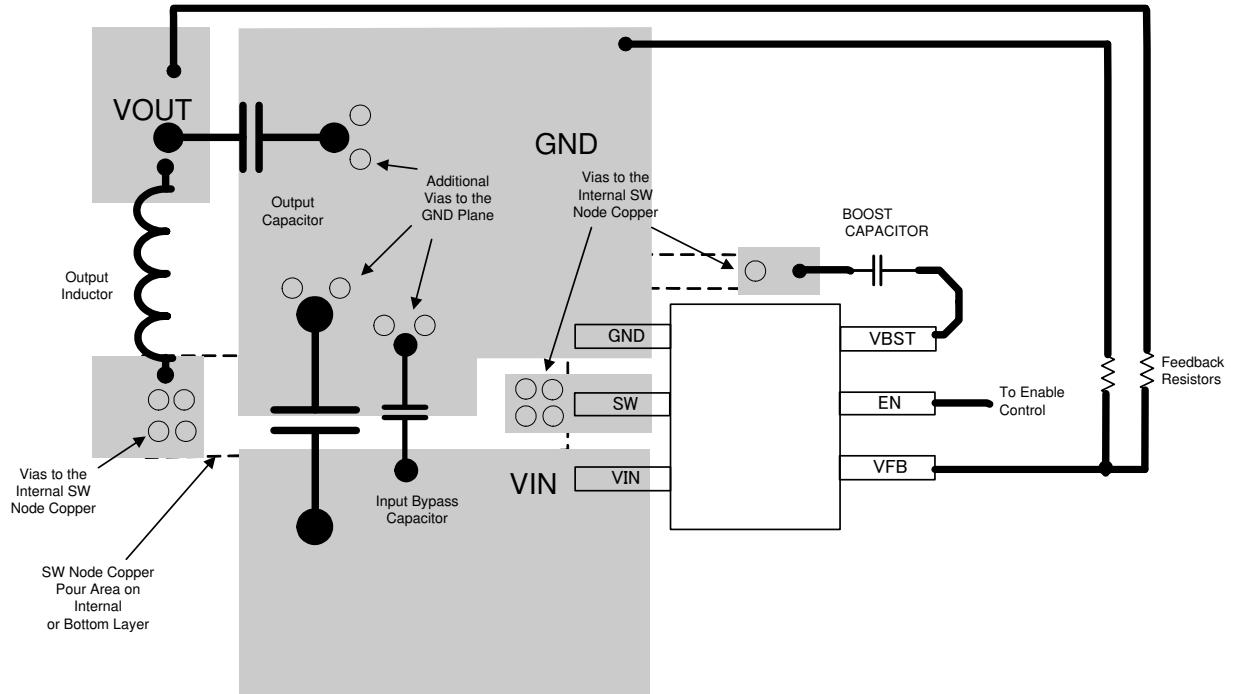 VOUT
GND
Additional
Vias to the
GND Plane
Vias to the
Internal SW
Node Copper
Output
Capacitor
BOOST
CAPACITOR
Output
Inductor
GND
VBST
Feedback
Resistors
SW
EN
To Enable
Control
VIN
VIN
VFB
Vias to the
Internal SW
Node Copper
Input Bypass
Capacitor
SW Node Copper
Pour Area on
Internal
or Bottom Layer